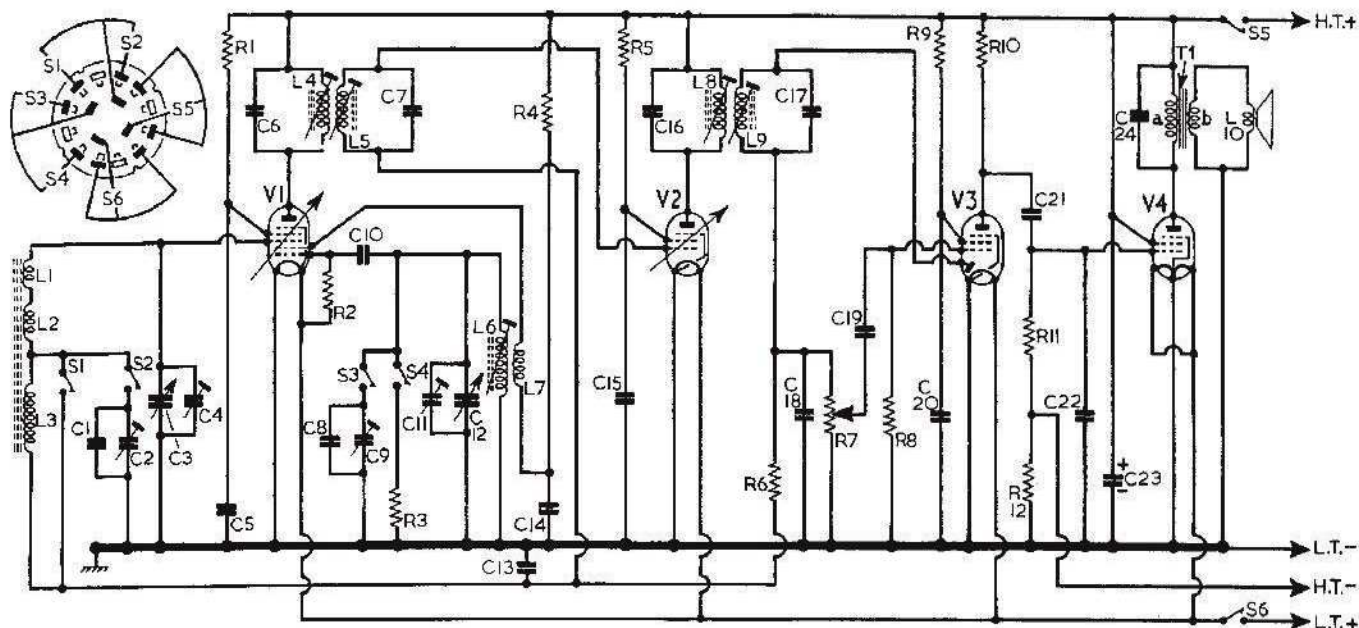 S2
S1
S3
S5
S4
S6
R1
R5
R4
R9
R10
S5
H.T.+
T1
L4
C7
C6
L5
L8
C17
C16
L9
C 24
a
b
L 10
V1
V2
V3
V4
C21
C10
R2
L1
L2
L3
S1
S2
C1
C2
C3
C4
C5
S3
S4
L6
L7
C8
C9
C11
C 12
R3
C14
C13
C15
C19
C 18
R7
R8
R6
C 20
R11
R 12
C22
C23
+
-
L.T.-
H.T.-
S6
L.T.+